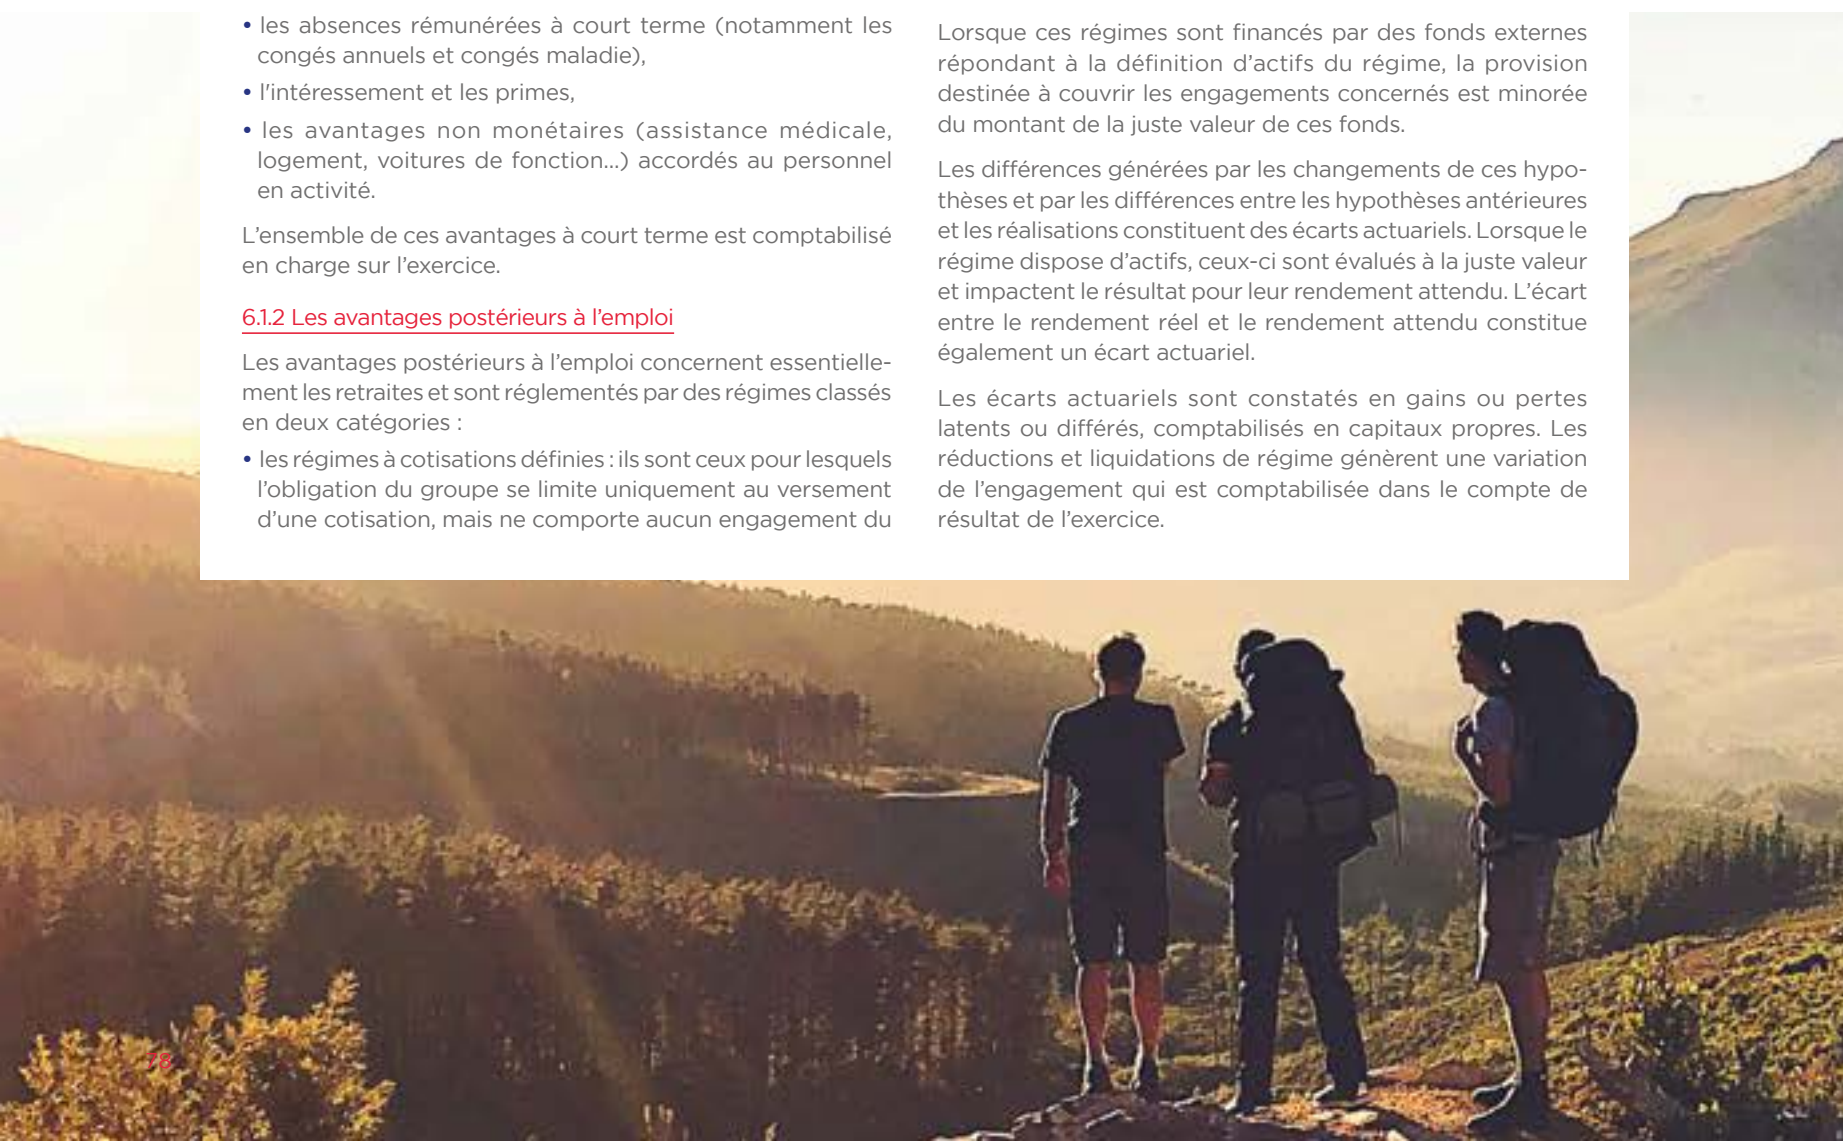 • les absences rémunérées à court terme (notamment les
congés annuels et congés maladie),
• l'intéressement et les primes,
• les avantages non monétaires (assistance médicale,
logement, voitures de fonction...) accordés au personnel
en activité.
L’ensemble de ces avantages à court terme est comptabilisé
en charge sur l’exercice.
6.1.2 Les avantages postérieurs à l’emploi
Les avantages postérieurs à l’emploi concernent essentielle-
ment les retraites et sont réglementés par des régimes classés
en deux catégories :
• les régimes à cotisations définies : ils sont ceux pour lesquels
l’obligation du groupe se limite uniquement au versement
d’une cotisation, mais ne comporte aucun engagement du
Lorsque ces régimes sont financés par des fonds externes
répondant à la définition d’actifs du régime, la provision
destinée à couvrir les engagements concernés est minorée
du montant de la juste valeur de ces fonds.
Les différences générées par les changements de ces hypo-
thèses et par les différences entre les hypothèses antérieures
et les réalisations constituent des écarts actuariels. Lorsque le
régime dispose d’actifs, ceux-ci sont évalués à la juste valeur
et impactent le résultat pour leur rendement attendu. L’écart
entre le rendement réel et le rendement attendu constitue
également un écart actuariel.
Les écarts actuariels sont constatés en gains ou pertes
latents ou différés, comptabilisés en capitaux propres. Les
réductions et liquidations de régime génèrent une variation
de l’engagement qui est comptabilisée dans le compte de
résultat de l’exercice.
78